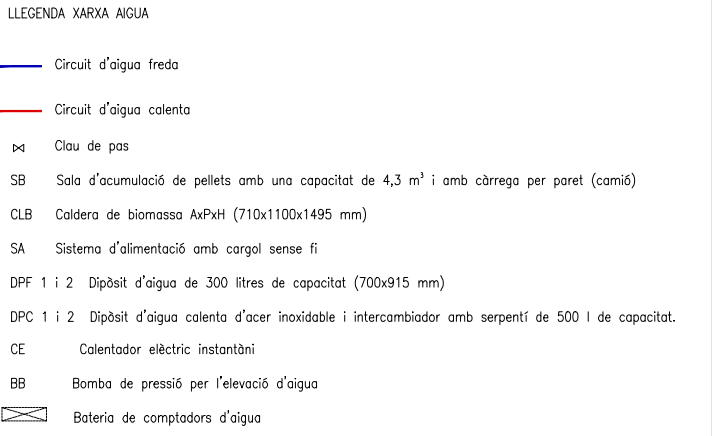 LLEGENDA XARXA AIGUA
Circuit d'aigua freda
Circuit d'aigua calenta
Clau de pas
SB Sala d'acumulació de pellets amb una capacitat de 4,3 m³ i amb càrrega per paret (camió)
CLB Caldera de biomassa AxPxH (710x1100x1495 mm)
SA Sistema d'alimentació amb cargol sense fi
DPF 1 i 2 Dipòsit d'aigua de 300 litres de capacitat (700x915 mm)
DPC 1 i 2 Dipòsit d'aigua calenta d'acer inoxidable i intercambiador amb serpentí de 500 l de capacitat.
CE Calentador elèctric instantàni
BB Bomba de pressió per l'elevació d'aigua
Bateria de comptadors d'aigua